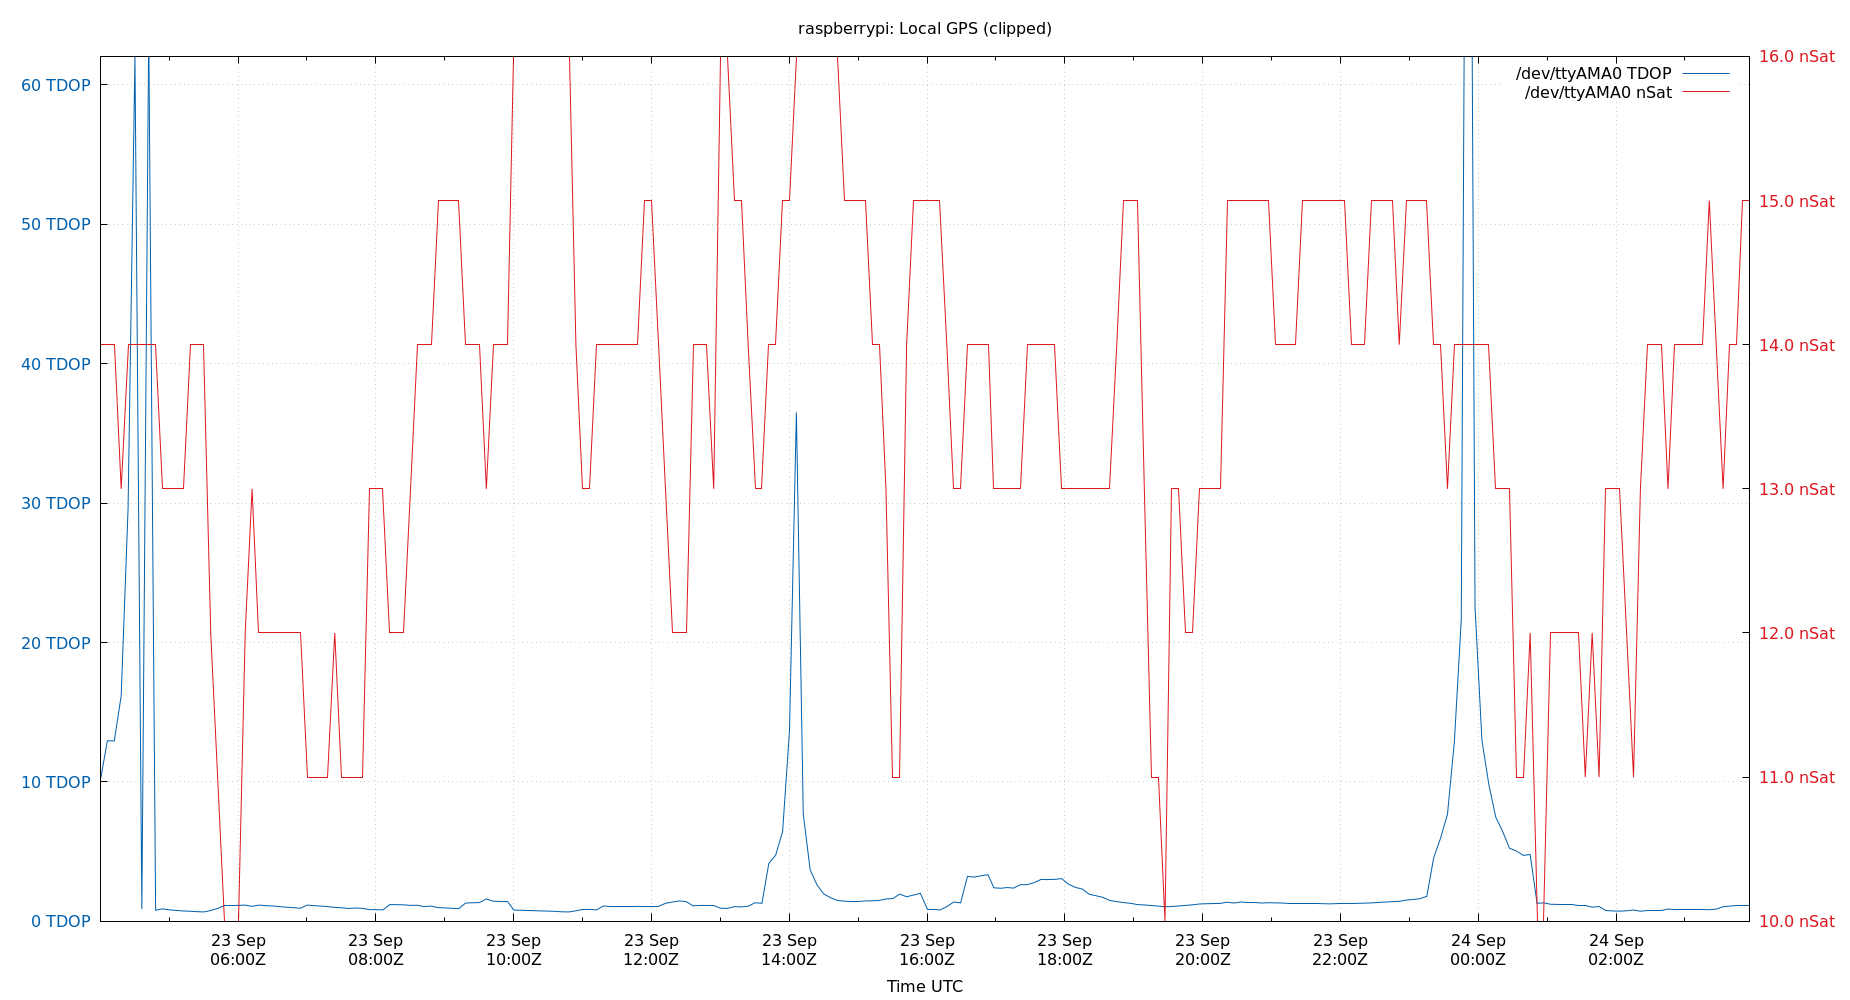 raspberrypi: Local GPS (clipped)
/dev/ttyAMA0 TDOP
/dev/ttyAMA0 nSat
60 TDOP
50 TDOP
40 TDOP
30 TDOP
20 TDOP
10 TDOP
0 TDOP
16.0 nSat
15.0 nSat
14.0 nSat
13.0 nSat
12.0 nSat
11.0 nSat
10.0 nSat
23 Sep
06:00Z
23 Sep
08:00Z
23 Sep
10:00Z
23 Sep
12:00Z
23 Sep
14:00Z
23 Sep
16:00Z
23 Sep
18:00Z
23 Sep
20:00Z
23 Sep
22:00Z
24 Sep
00:00Z
24 Sep
02:00Z
Time UTC